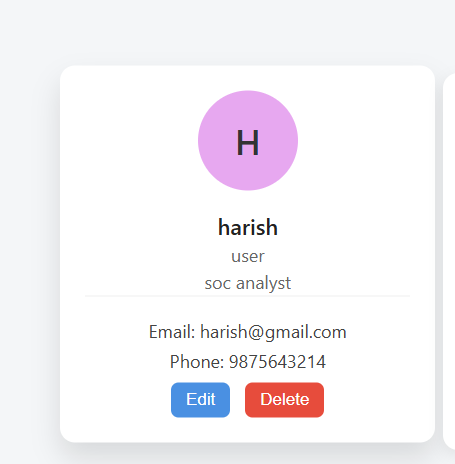 H
harish
user
soc analyst
Email: harish@gmail.com
Phone: 9875643214
Edit Delete